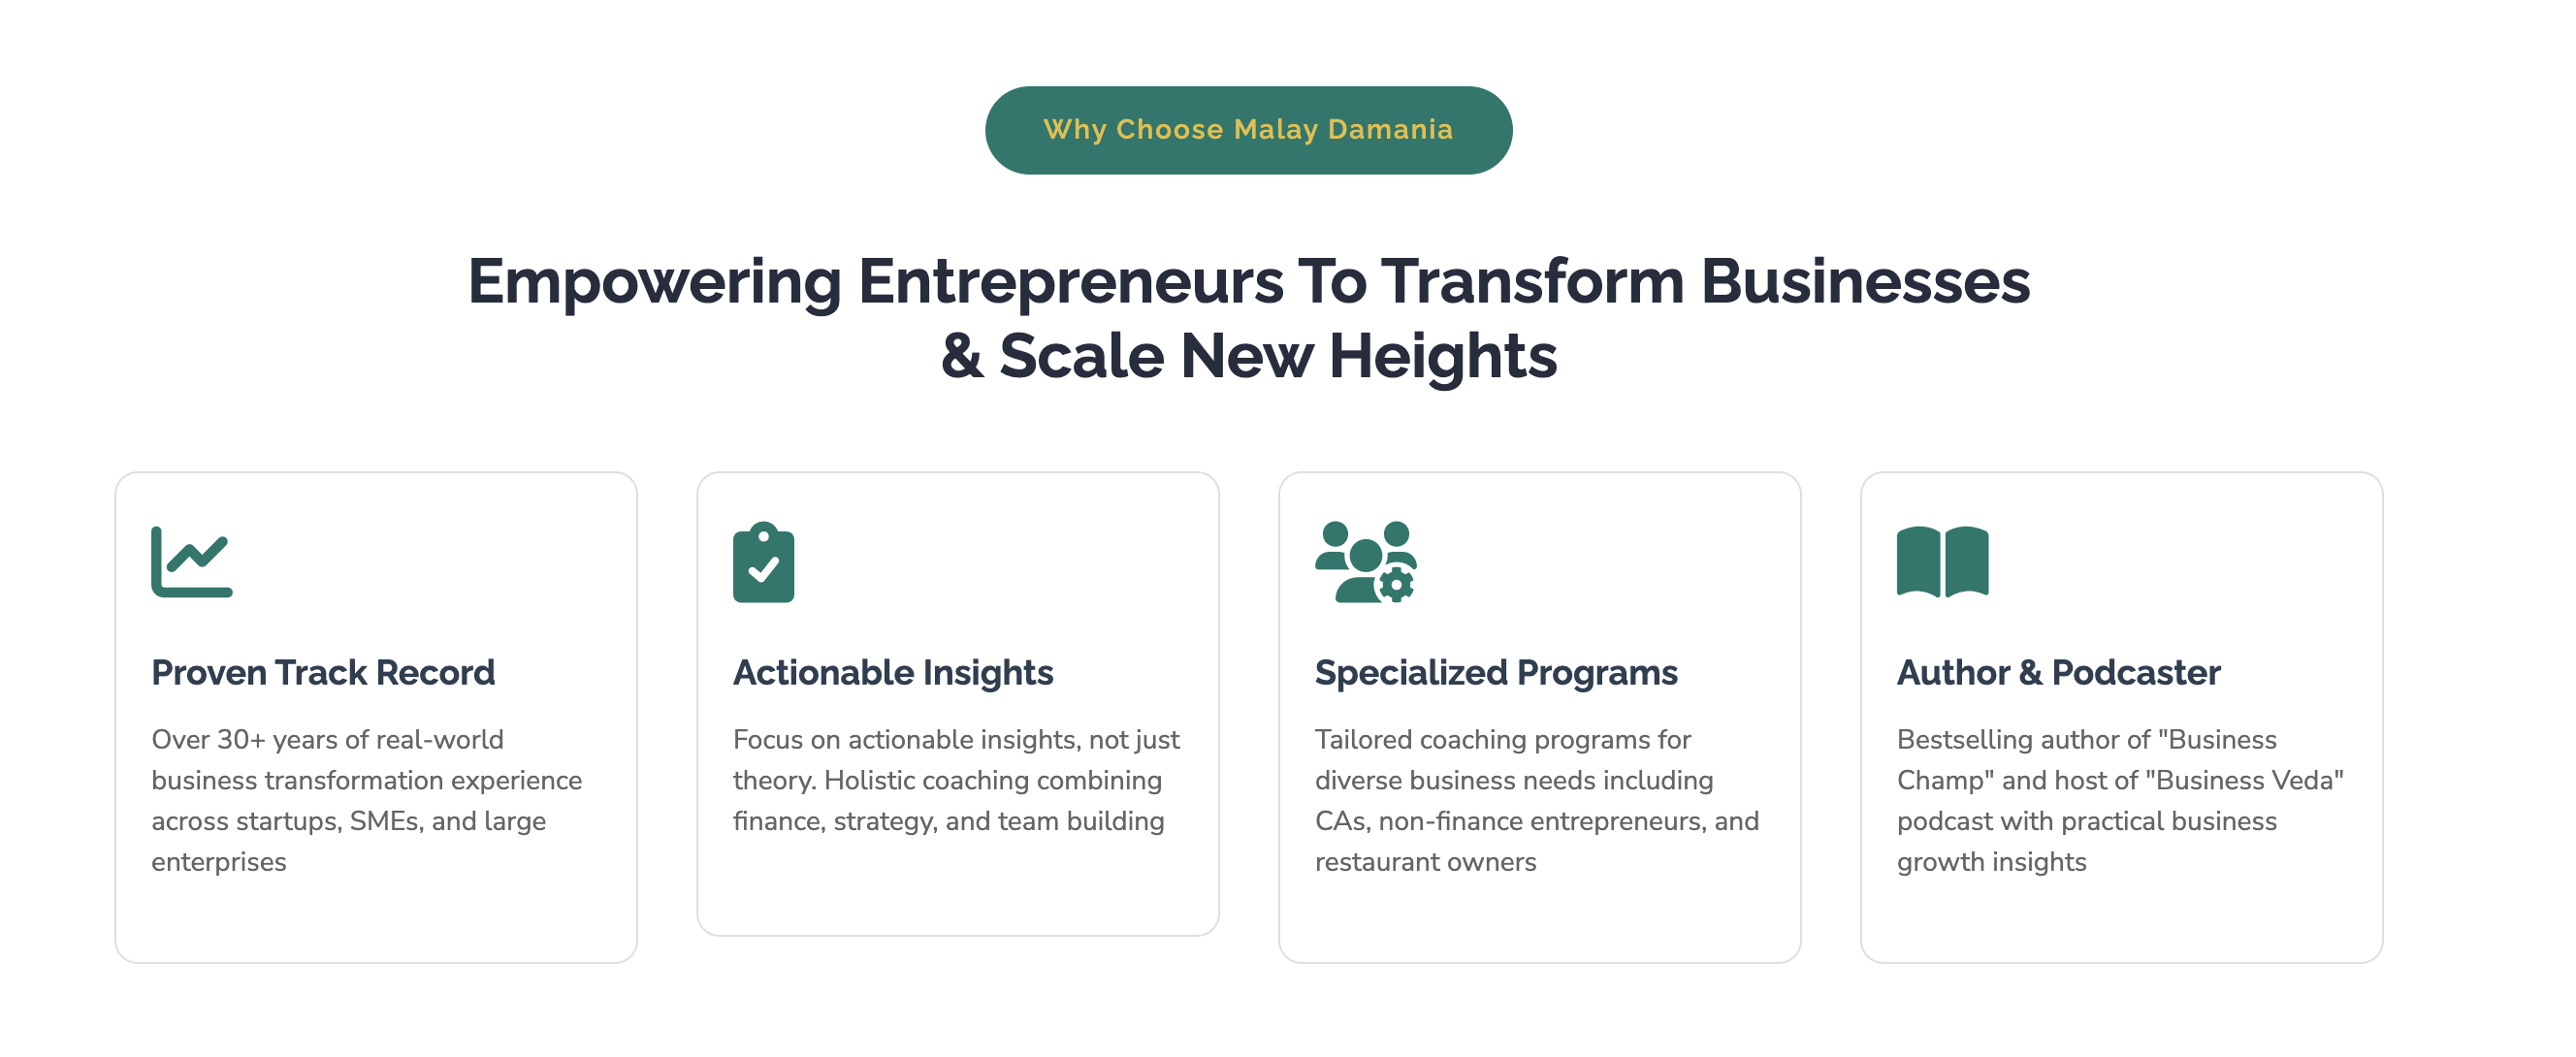 Why Choose Malay Damania
Empowering Entrepreneurs To Transform Businesses
& Scale New Heights
Proven Track Record
Over 30+ years of real-world
business transformation experience
across startups, SMEs, and large
enterprises
Actionable Insights
Focus on actionable insights, not just
theory. Holistic coaching combining
finance, strategy, and team building
Specialized Programs
Tailored coaching programs for
diverse business needs including
CAs, non-finance entrepreneurs, and
restaurant owners
Author & Podcaster
Bestselling author of "Business
Champ" and host of "Business Veda"
podcast with practical business
growth insights